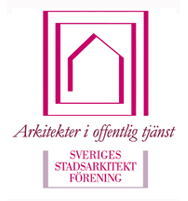 Arkitekter i offentlig tjänst
SVERIGES
STADSARKITEKT
FÖRENING